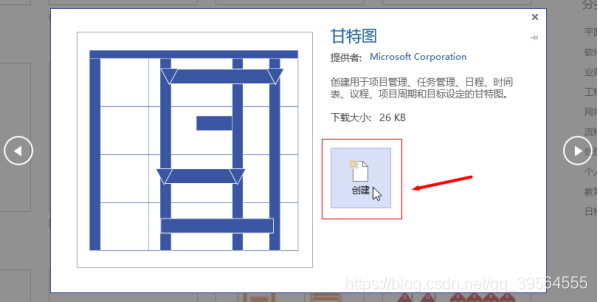 甘特图
提供者: Microsoft Corporation
创建用于项目管理、任务管理、日程、时间
表、议程、项目周期和目标设定的甘特图。
下载大小: 26 KB
创建
https://blog.csdn.net/qq_39564555